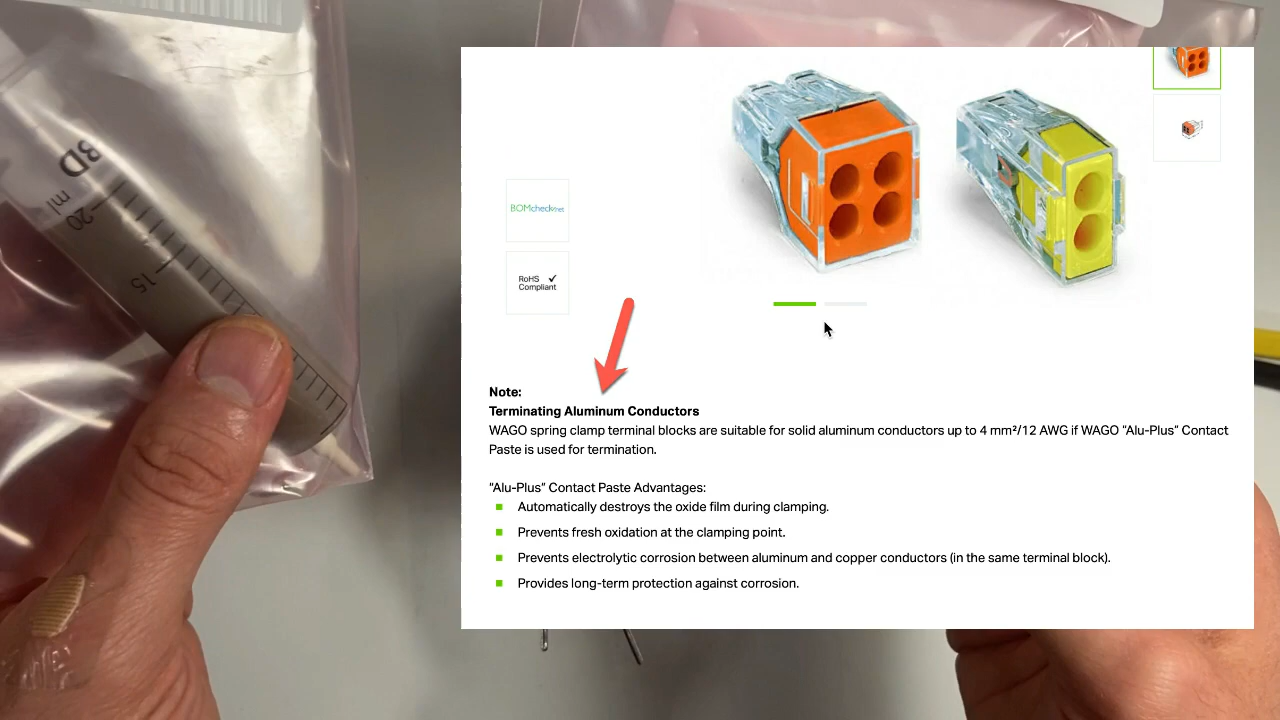 BD
ml
20
15
BOMcheck.net
RoHS
Compliant
Note:
Terminating Aluminum Conductors
WAGO spring clamp terminal blocks are suitable for solid aluminum conductors up to 4 mm²/12 AWG if WAGO "Alu-Plus" Contact
Paste is used for termination.
"Alu-Plus" Contact Paste Advantages:
Automatically destroys the oxide film during clamping.
Prevents fresh oxidation at the clamping point.
Prevents electrolytic corrosion between aluminum and copper conductors (in the same terminal block).
Provides long-term protection against corrosion.